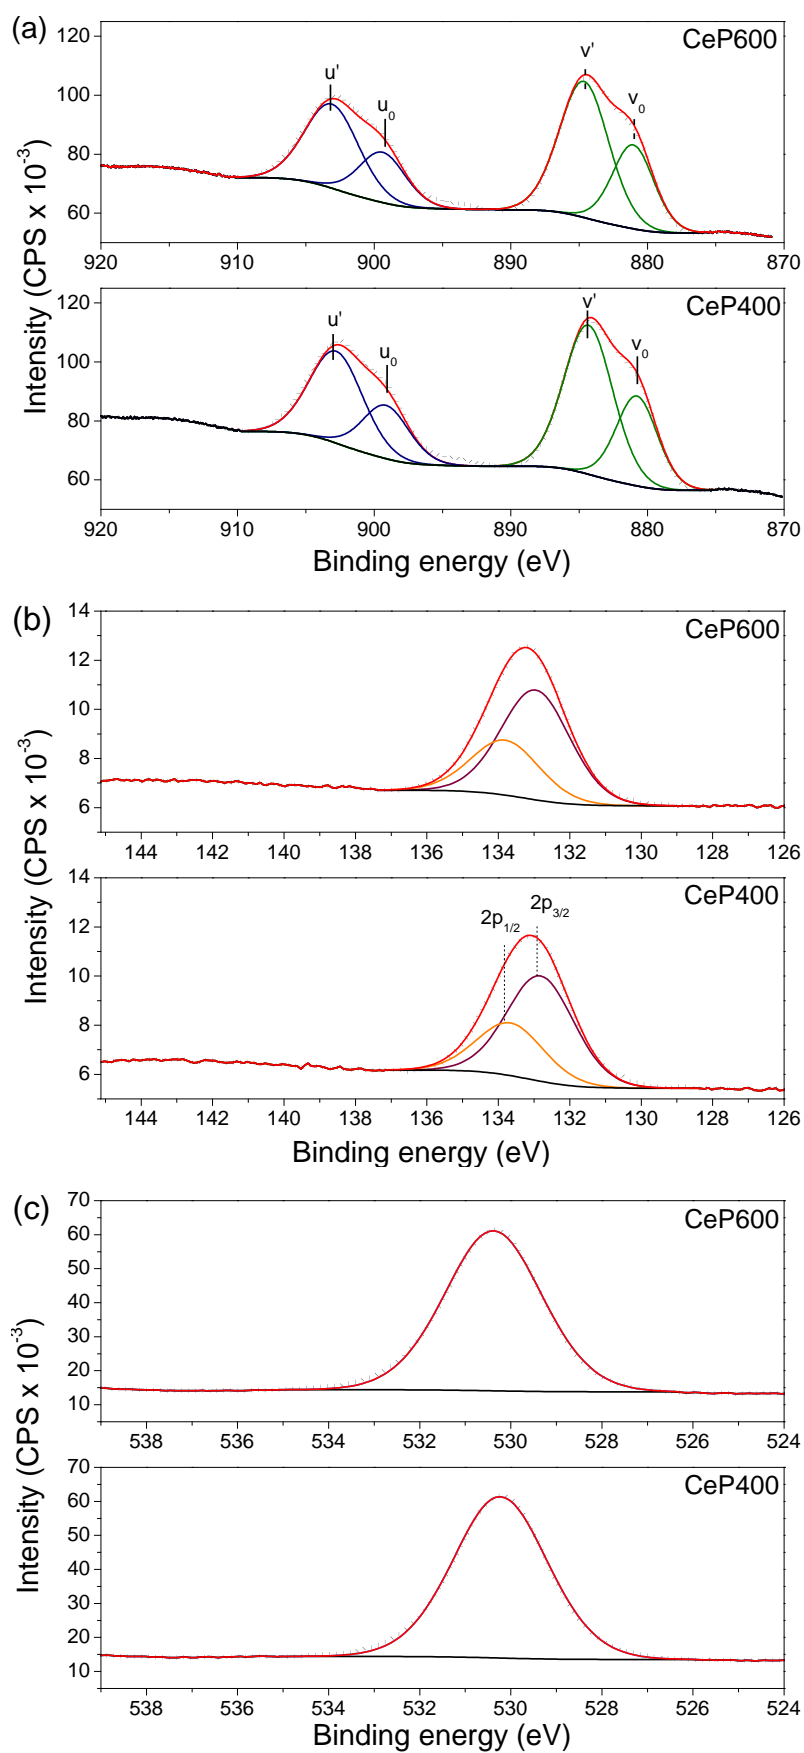 (a)
CeP600
u'
u0
v'
v0
120
100
80
60
920 910 900 890 880 870
CeP400
u'
u0
v'
v0
120
100
80
60
920 910 900 890 880 870
Intensity (CPS x 10-3)
Binding energy (eV)
(b)
CeP600
14
12
10
8
6
144 142 140 138 136 134 132 130 128 126
CeP400
2p1/2
2p3/2
14
12
10
8
6
144 142 140 138 136 134 132 130 128 126
Intensity (CPS x 10-3)
Binding energy (eV)
(c)
CeP600
70
60
50
40
30
20
10
538 536 534 532 530 528 526 524
CeP400
70
60
50
40
30
20
10
538 536 534 532 530 528 526 524
Intensity (CPS x 10-3)
Binding energy (eV)